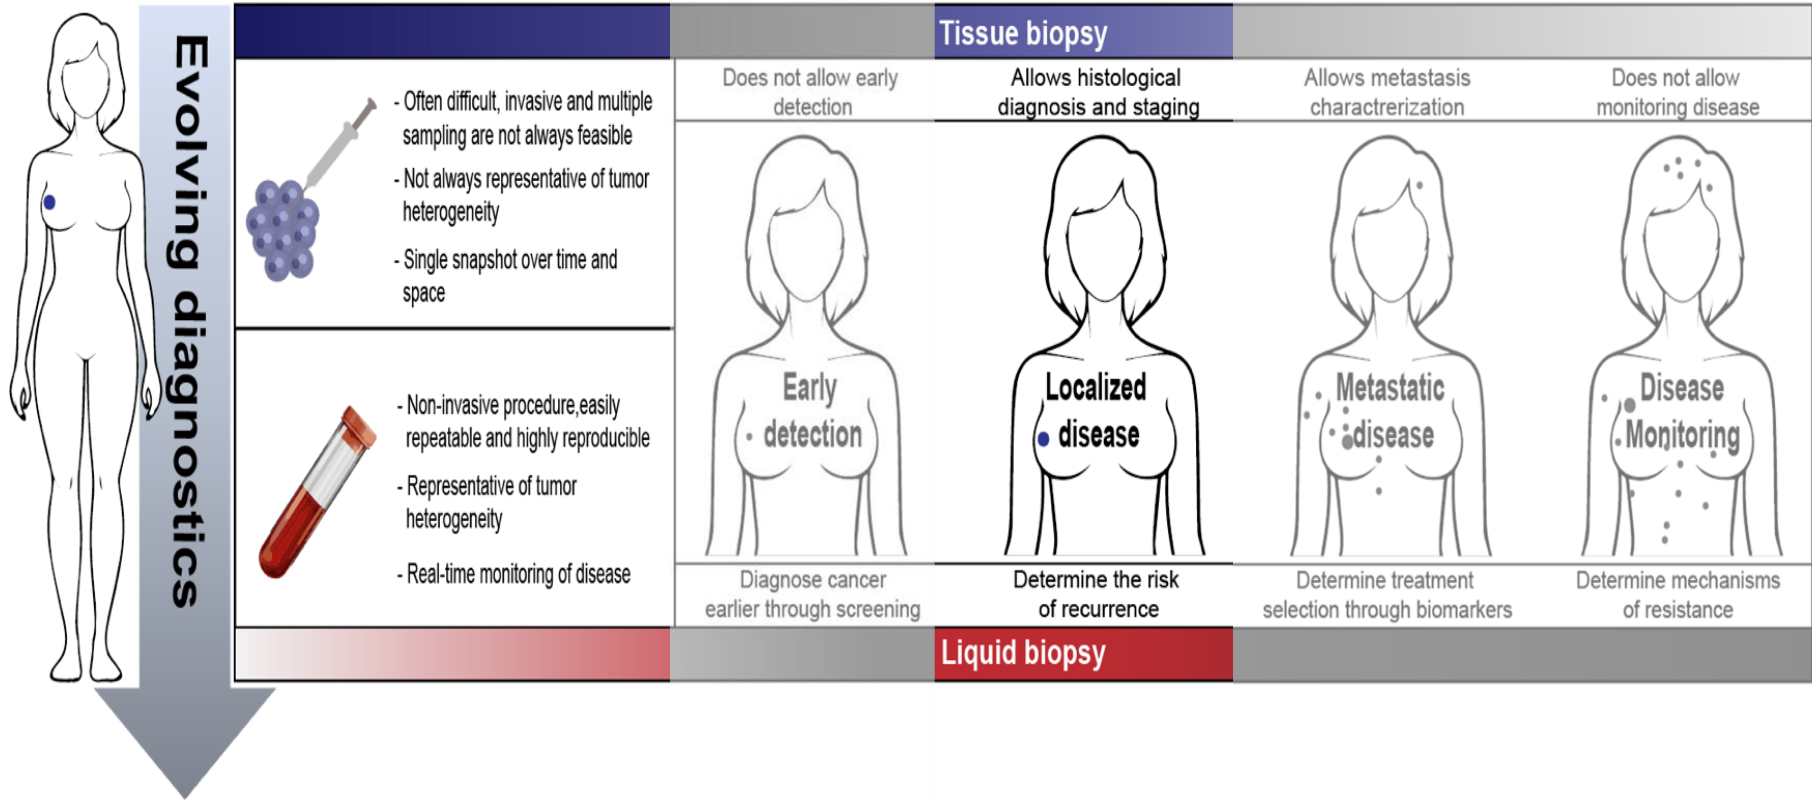 Evolving diagnostics
Tissue biopsy
- Often difficult, invasive and multiple
sampling are not always feasible
- Not always representative of tumor
heterogeneity
- Single snapshot over time and
space
- Non-invasive procedure,easily
repeatable and highly reproducible
- Representative of tumor
heterogeneity
- Real-time monitoring of disease
Does not allow early
detection
Early
detection
Diagnose cancer
earlier through screening
Allows histological
diagnosis and staging
Localized
disease
Determine the risk
of recurrence
Allows metastasis
charactrerization
Metastatic
disease
Determine treatment
selection through biomarkers
Does not allow
monitoring disease
Disease
Monitoring
Determine mechanisms
of resistance
Liquid biopsy